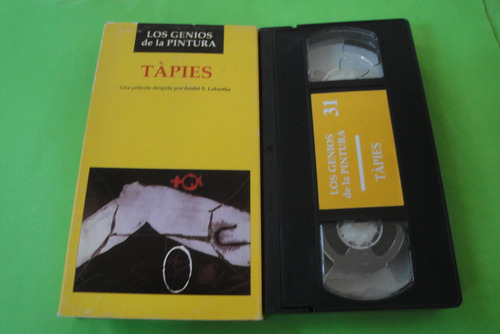 LOS GENIOS
de la PINTURA
TÀPIES
Una película dirigida por André S. Labarthe
LOS GENIOS
de la PINTURA 31
TÀPIES